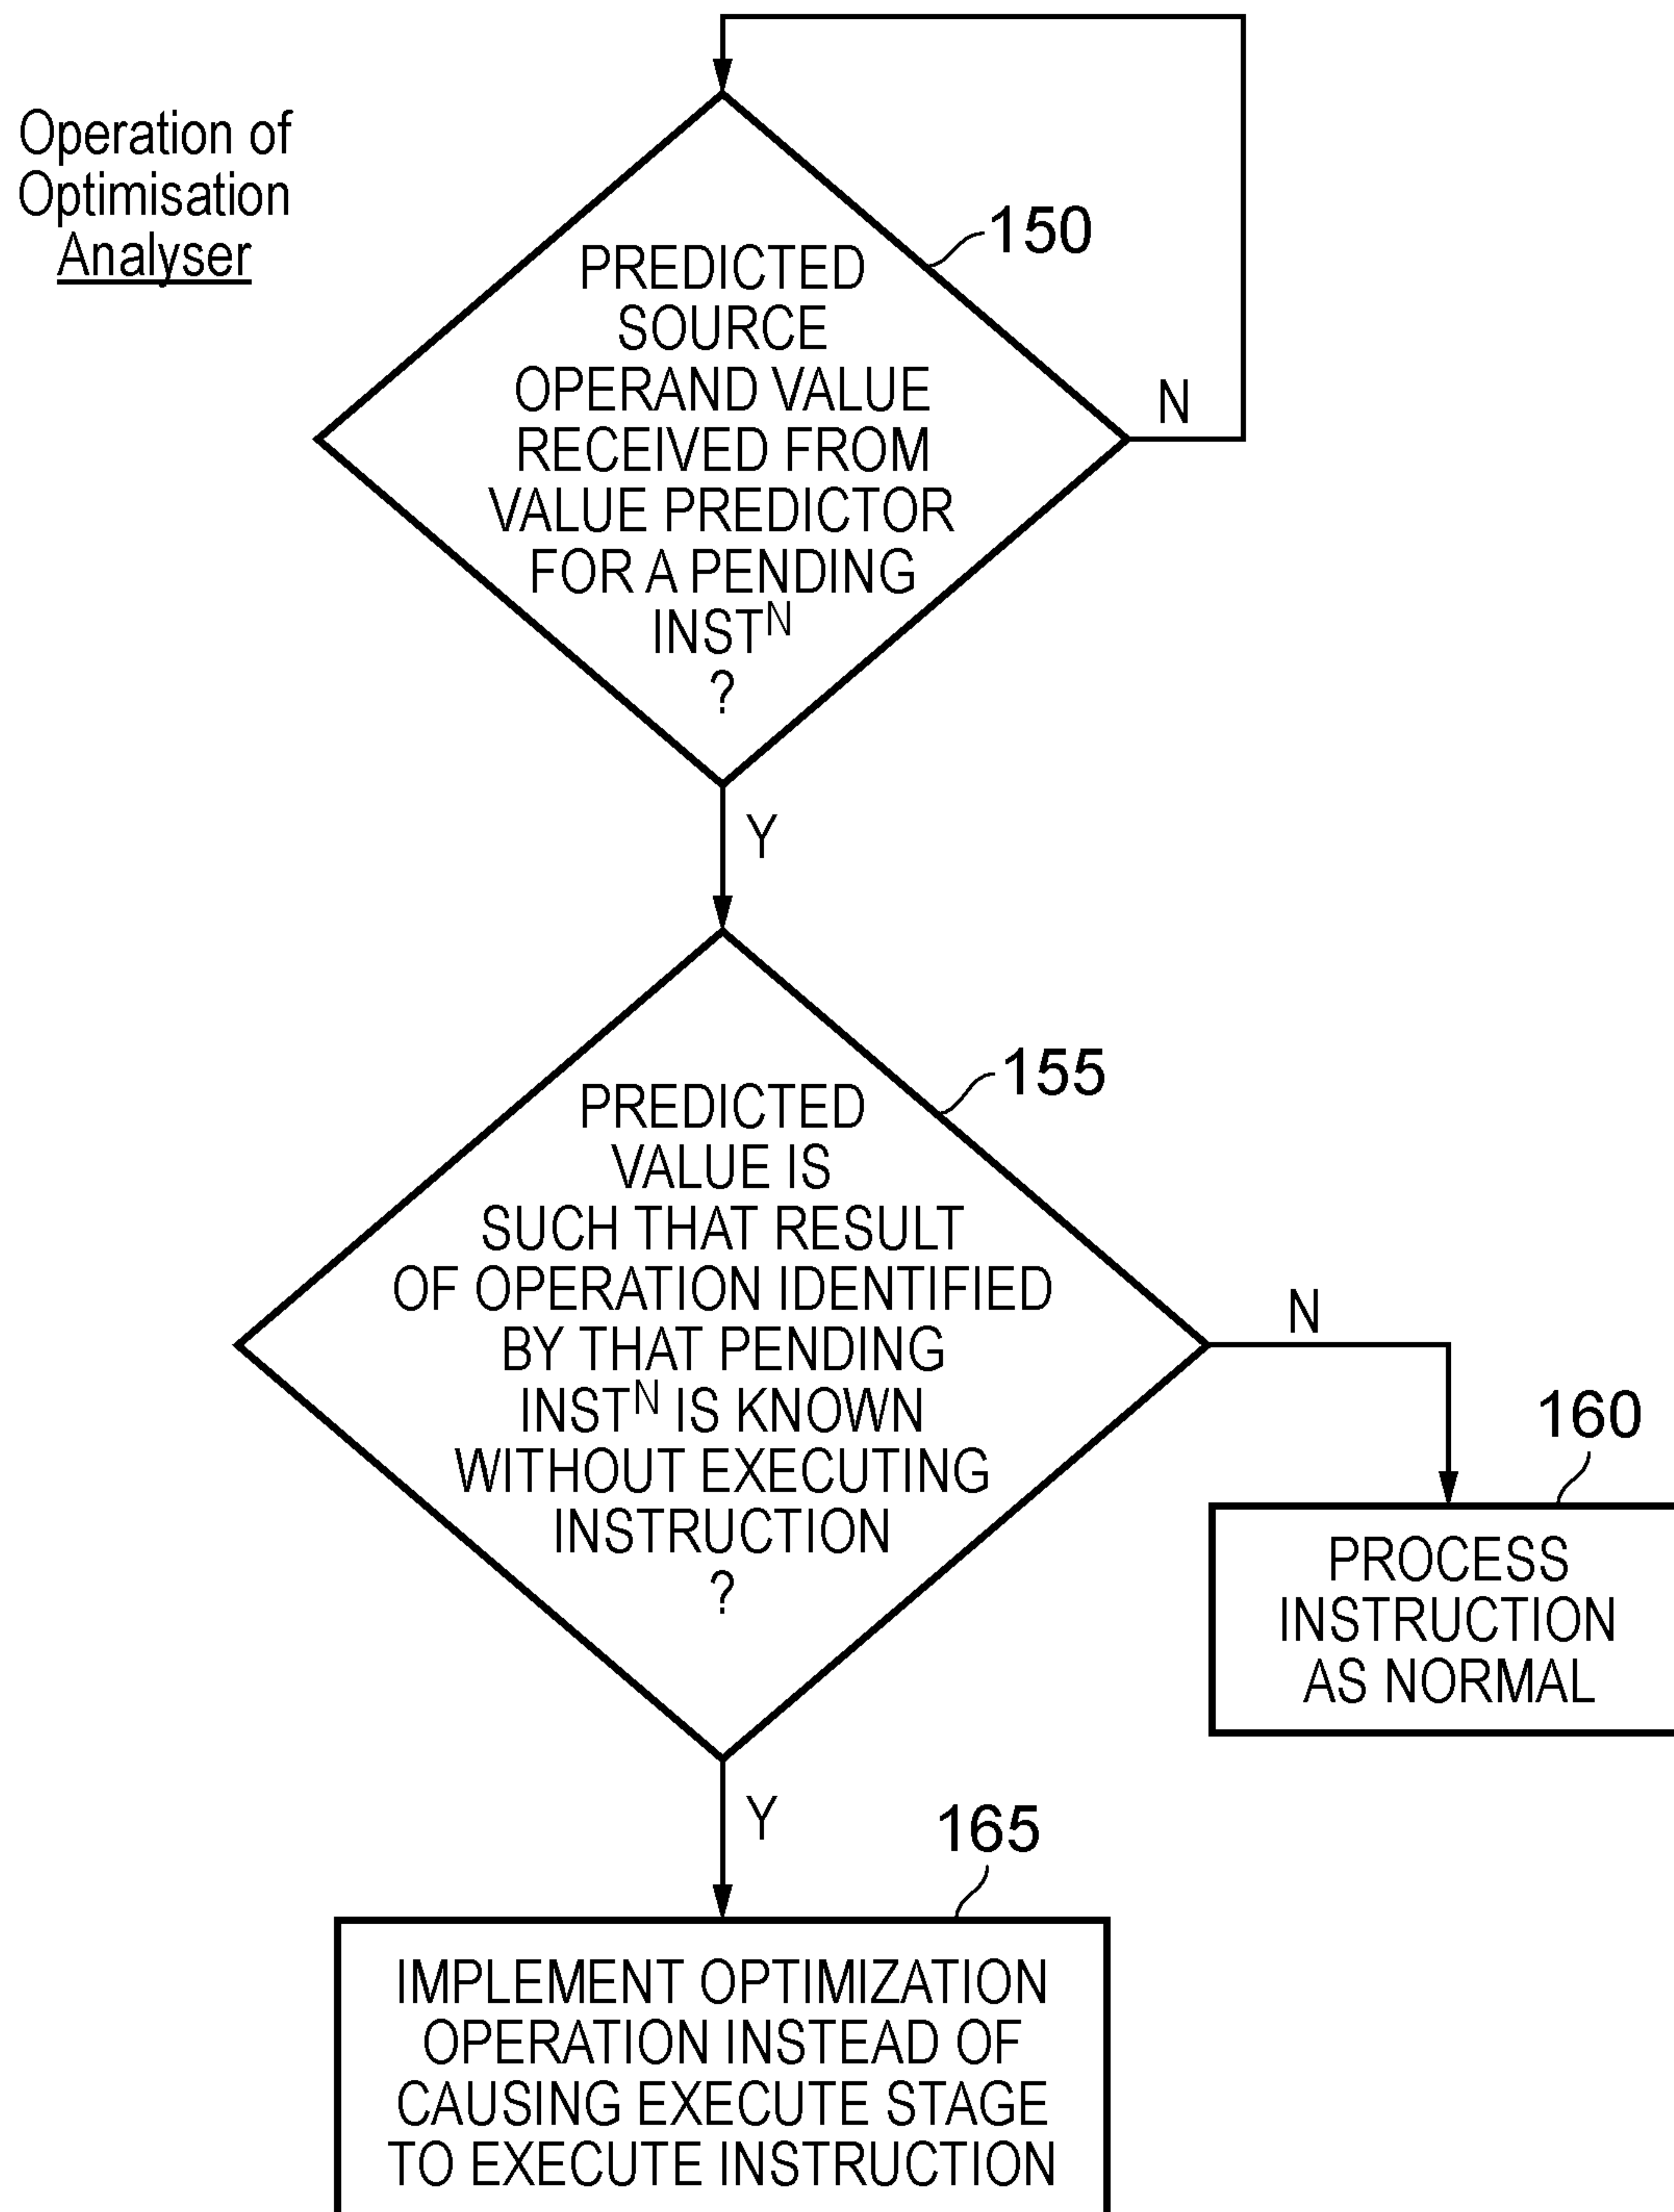 Operation of
Optimisation
Analyser
150
PREDICTED
SOURCE
OPERAND VALUE
RECEIVED FROM
VALUE PREDICTOR
FOR A PENDING
INSTᴺ
?
N
Y
155
PREDICTED
VALUE IS
SUCH THAT RESULT
OF OPERATION IDENTIFIED
BY THAT PENDING
INSTᴺ IS KNOWN
WITHOUT EXECUTING
INSTRUCTION
?
N
160
PROCESS
INSTRUCTION
AS NORMAL
Y
165
IMPLEMENT OPTIMIZATION
OPERATION INSTEAD OF
CAUSING EXECUTE STAGE
TO EXECUTE INSTRUCTION